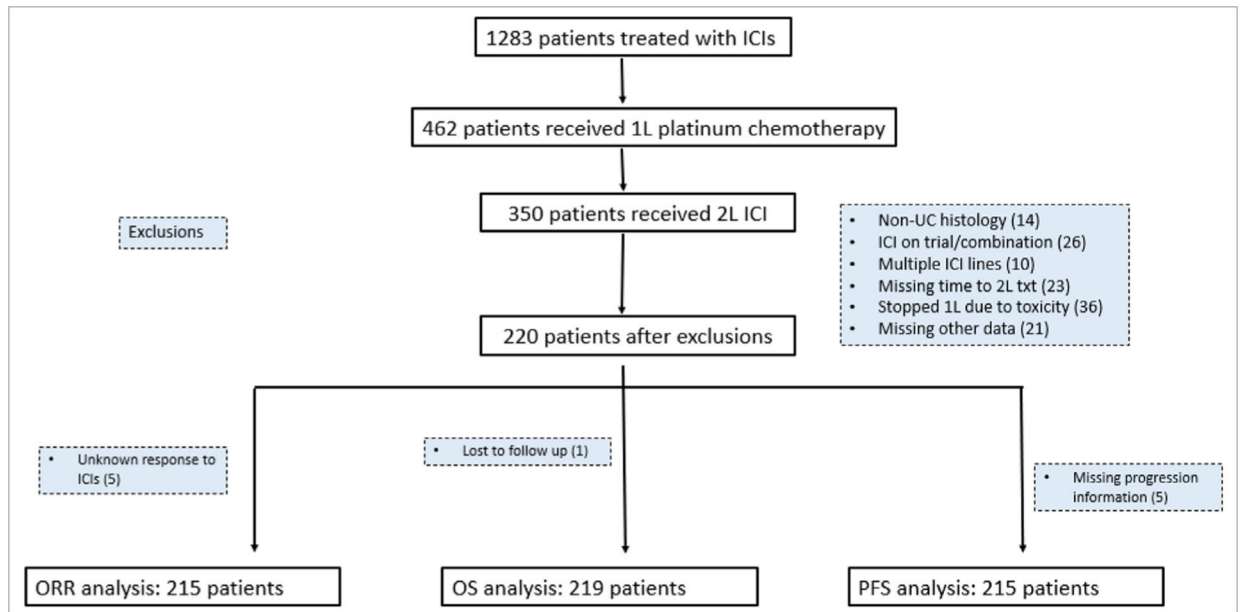 1283 patients treated with ICIs
462 patients received 1L platinum chemotherapy
350 patients received 2L ICI
Exclusions
• Non-UC histology (14)
• ICI on trial/combination (26)
• Multiple ICI lines (10)
• Missing time to 2L txt (23)
• Stopped 1L due to toxicity (36)
• Missing other data (21)
220 patients after exclusions
• Unknown response to
ICIs (5)
• Lost to follow up (1)
• Missing progression
information (5)
ORR analysis: 215 patients
OS analysis: 219 patients
PFS analysis: 215 patients